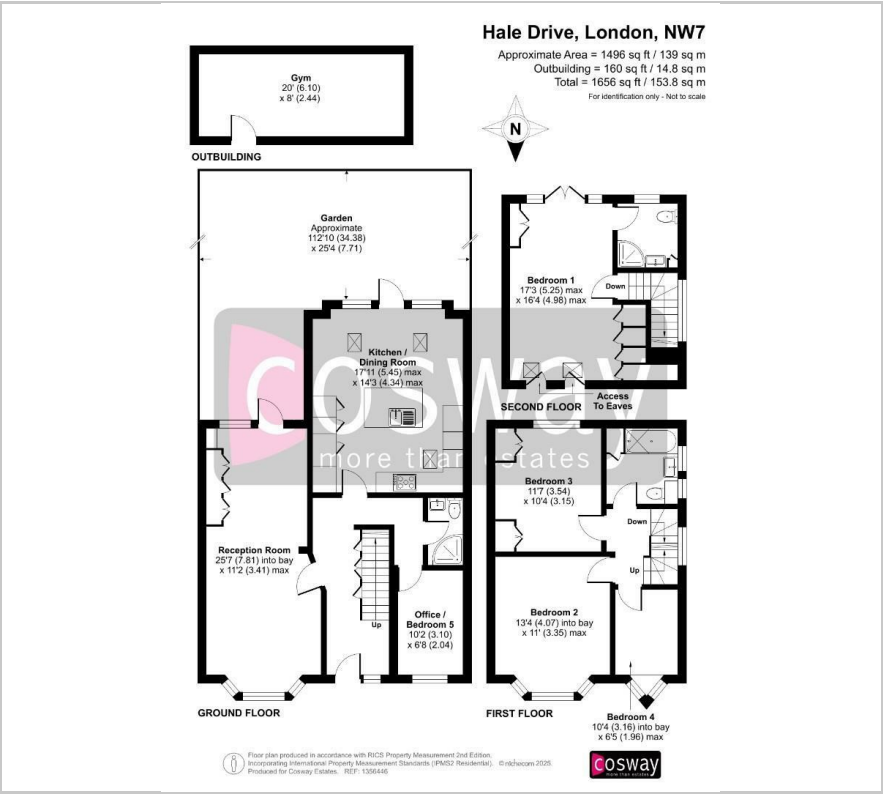 Hale Drive, London, NW7
Approximate Area = 1496 sq ft / 139 sq m
Outbuilding = 160 sq ft / 14.8 sq m
Total = 1656 sq ft / 153.8 sq m
For identification only - Not to scale
N
Gym
20' (6.10)
x 8' (2.44)
OUTBUILDING
Garden
Approximate
112'10 (34.38)
x 25'4 (7.71)
Kitchen /
Dining Room
17'11 (5.45) max
x 14'3 (4.34) max
Reception Room
25'7 (7.81) into bay
x 11'2 (3.41) max
Up
Office /
Bedroom 5
10'2 (3.10)
x 6'8 (2.04)
GROUND FLOOR
Bedroom 1
17'3 (5.25) max
x 16'4 (4.98) max
Down
SECOND FLOOR
Access
To Eaves
Bedroom 3
11'7 (3.54)
x 10'4 (3.15)
Down
Up
Bedroom 2
13'4 (4.07) into bay
x 11' (3.35) max
FIRST FLOOR
Bedroom 4
10'4 (3.16) into bay
x 6'5 (1.96) max
cosway
more than estates
Floor plan produced in accordance with RICS Property Measurement 2nd Edition,
Incorporating International Property Measurement Standards (IPMS2 Residential). ©nichecom 2025.
Produced for Cosway Estates. REF: 1356446
cosway
more than estates